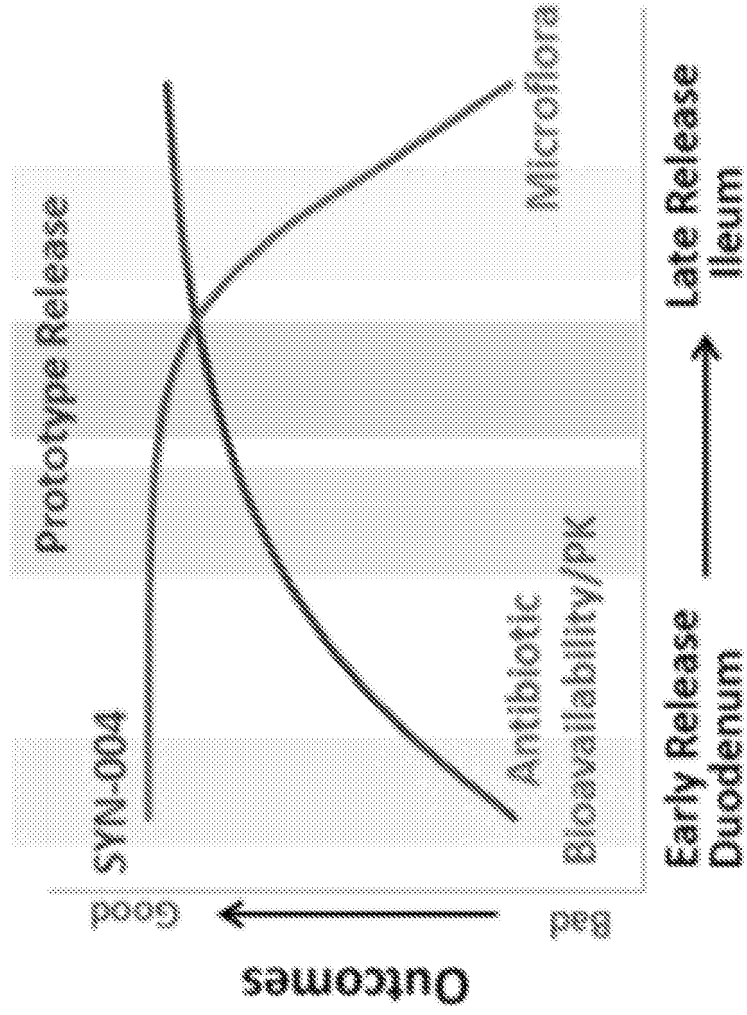 Prototype Release
SYN-004
Good
Outcomes
Bad
Antibiotic
Bioavailability/PK
Microflora
Early Release
Duodenum
Late Release
Ileum